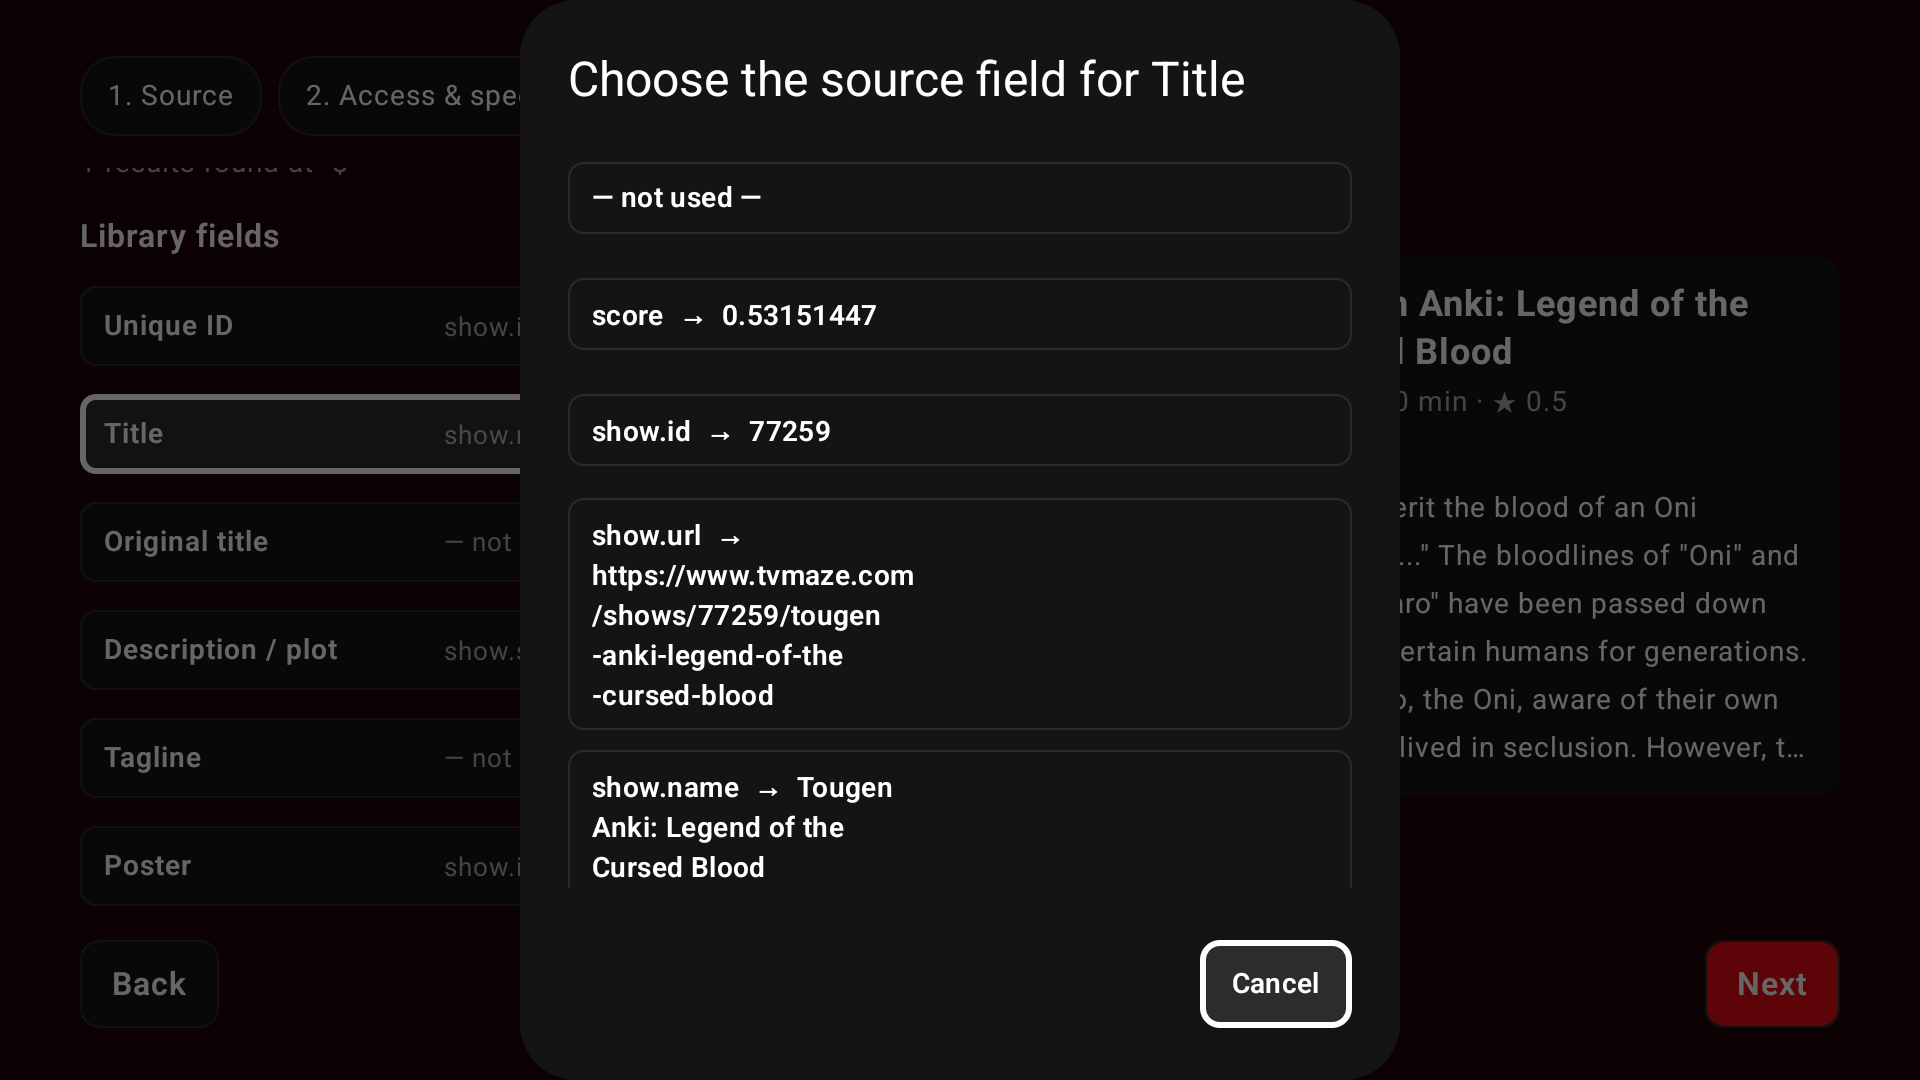 1. Source
2. Access & spe
Library fields
Unique ID
show.i
Title
show.
Original title
— not
Description / plot
show.s
Tagline
— not
Poster
show.i
Back
Choose the source field for Title
— not used —
score → 0.53151447
show.id → 77259
show.url →
https://www.tvmaze.com
/shows/77259/tougen
-anki-legend-of-the
-cursed-blood
show.name → Tougen
Anki: Legend of the
Cursed Blood
Cancel
Anki: Legend of the
Blood
0 min · ★ 0.5
erit the blood of an Oni
..." The bloodlines of "Oni" and
aro" have been passed down
ertain humans for generations.
o, the Oni, aware of their own
lived in seclusion. However, t…
Next